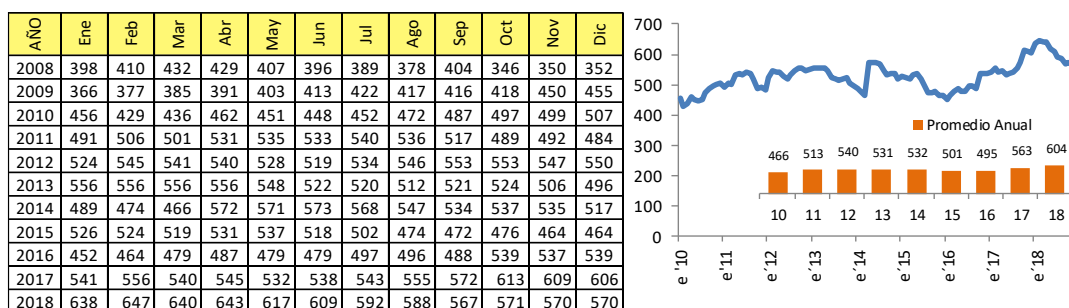 AÑO Ene Feb Mar Abr May Jun Jul Ago Sep Oct Nov Dic
2008 398 410 432 429 407 396 389 378 404 346 350 352
2009 366 377 385 391 403 413 422 417 416 418 450 455
2010 456 429 436 462 451 448 452 472 487 497 499 507
2011 491 506 501 531 535 533 540 536 517 489 492 484
2012 524 545 541 540 528 519 534 546 553 553 547 550
2013 556 556 556 556 548 522 520 512 521 524 506 496
2014 489 474 466 572 571 573 568 547 534 537 535 517
2015 526 524 519 531 537 518 502 474 472 476 464 464
2016 452 464 479 487 479 479 497 496 488 539 537 539
2017 541 556 540 545 532 538 543 555 572 613 609 606
2018 638 647 640 643 617 609 592 588 567 571 570 570
700
600
500
400
300
200
100
0
Promedio Anual
466 513 540 531 532 501 495 563 604
10 11 12 13 14 15 16 17 18
e´10 e´11 e´12 e´13 e´14 e´15 e´16 e´17 e´18